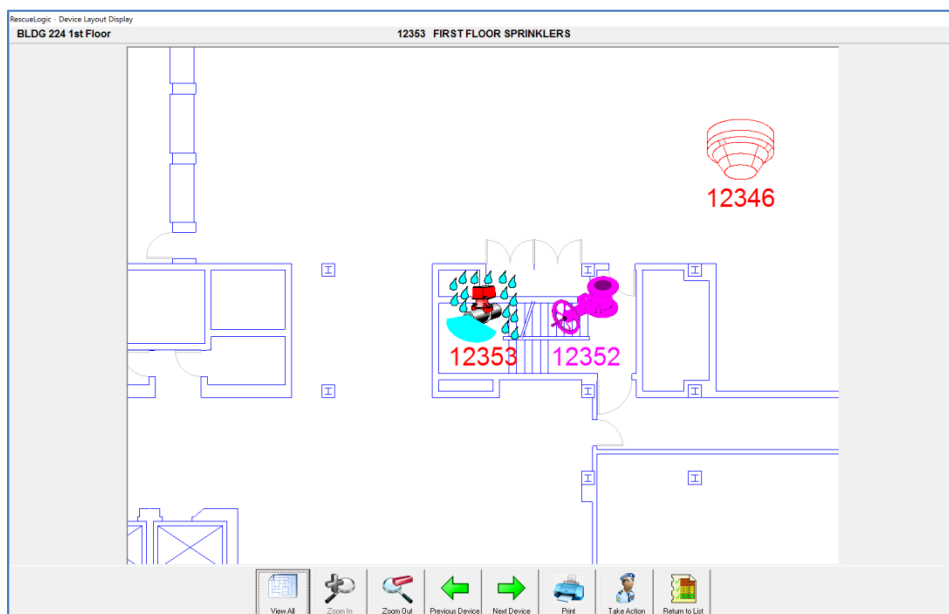 RescueLogic - Device Layout Display
BLDG 224 1st Floor 12353 FIRST FLOOR SPRINKLERS
12346
12353 12352
View All Zoom In Zoom Out Previous Device Next Device Print Take Action Return to List